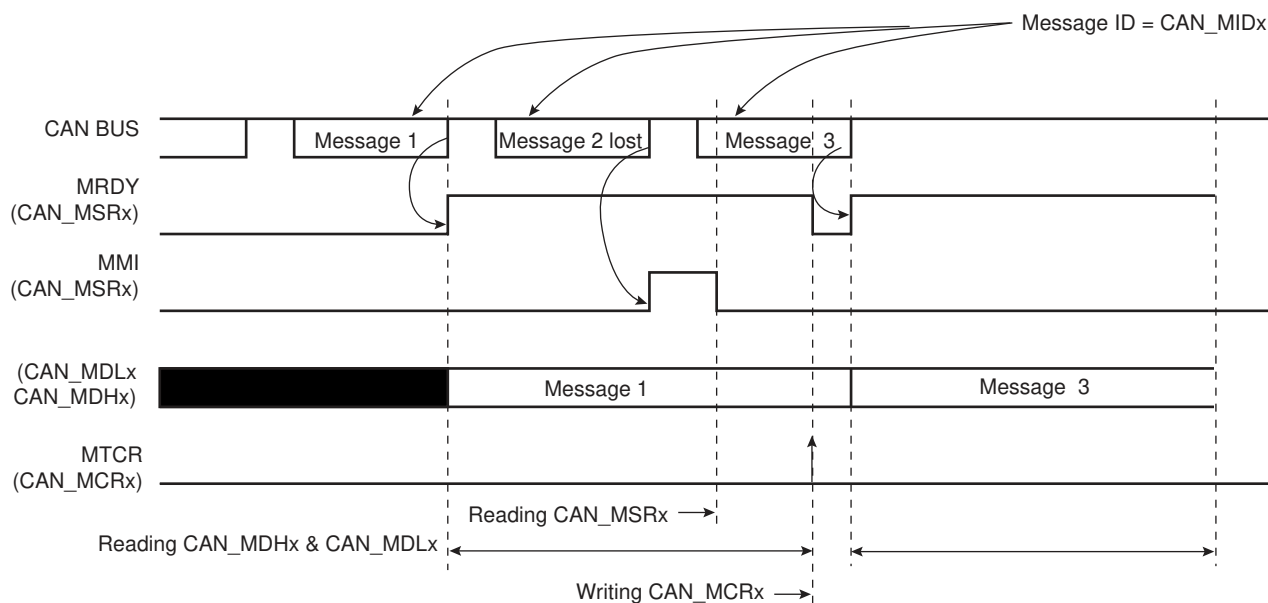 Message ID = CAN_MIDx
CAN BUS
Message 1
Message 2 lost
Message 3
MRDY
(CAN_MSRx)
MMI
(CAN_MSRx)
(CAN_MDLx
CAN_MDHx)
Message 1
Message 3
MTCR
(CAN_MCRx)
Reading CAN_MSRx
Reading CAN_MDHx & CAN_MDLx
Writing CAN_MCRx